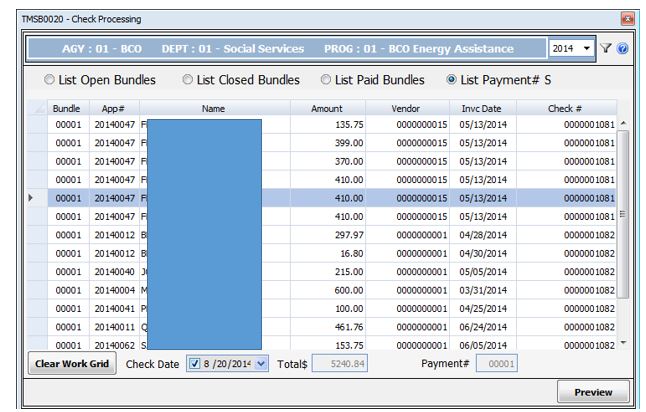 TMSB0020 - Check Processing
AGY : 01 - BCO DEPT : 01 - Social Services PROG : 01 - BCO Energy Assistance 2014
List Open Bundles List Closed Bundles List Paid Bundles List Payment# S
Bundle App# Name Amount Vendor Invc Date Check #
00001 20140047 F 135.75 0000000015 05/13/2014 0000001081
00001 20140047 F 399.00 0000000015 05/13/2014 0000001081
00001 20140047 F 370.00 0000000015 05/13/2014 0000001081
00001 20140047 F 410.00 0000000015 05/13/2014 0000001081
00001 20140047 F 410.00 0000000015 05/13/2014 0000001081
00001 20140047 F 410.00 0000000015 05/13/2014 0000001081
00001 20140012 B 297.97 0000000001 04/28/2014 0000001082
00001 20140012 B 16.80 0000000001 04/30/2014 0000001082
00001 20140040 J 215.00 0000000001 05/05/2014 0000001082
00001 20140004 M 600.00 0000000001 03/31/2014 0000001082
00001 20140041 P 100.00 0000000001 04/25/2014 0000001082
00001 20140011 Q 461.76 0000000001 06/24/2014 0000001082
00001 20140062 S 153.75 0000000001 06/05/2014 0000001082
Clear Work Grid Check Date 8 /20/2014 Total$ 5240.84 Payment# 00001
Preview